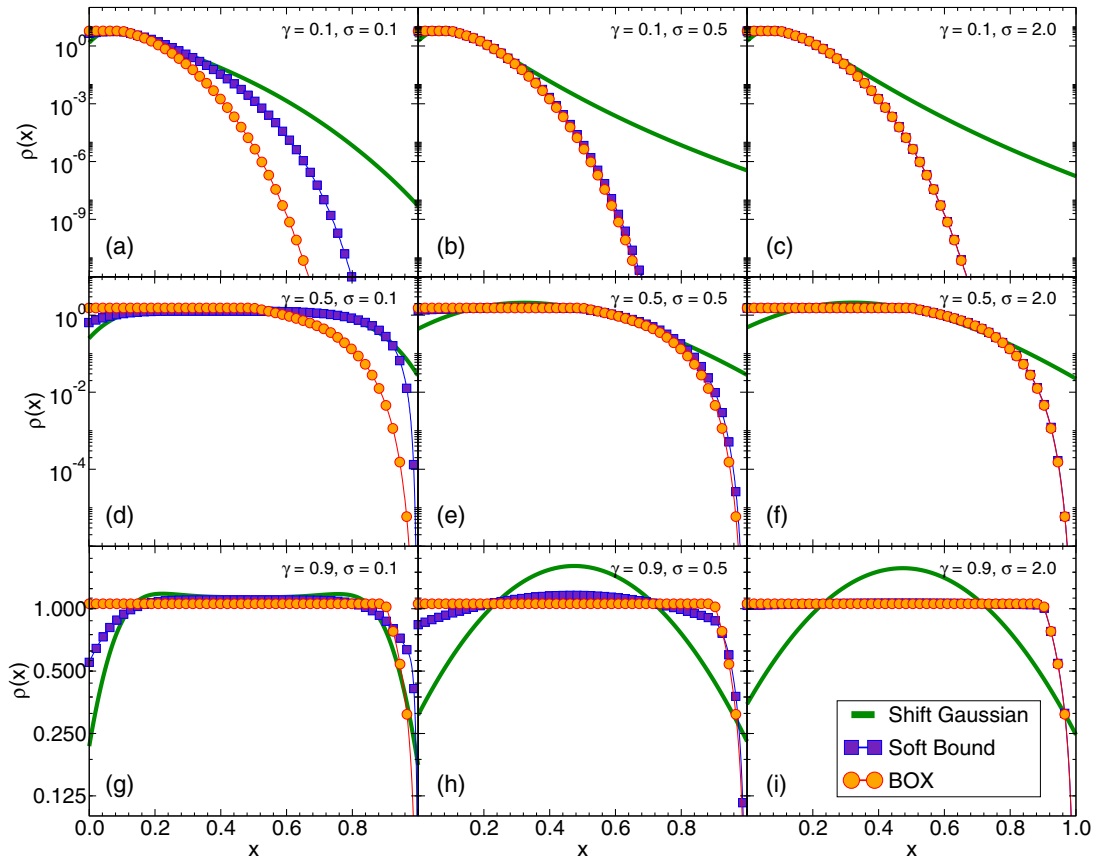 γ = 0.1, σ = 0.1
γ = 0.1, σ = 0.5
γ = 0.1, σ = 2.0
10⁰
10⁻³
10⁻⁶
10⁻⁹
ρ(x)
(a)
(b)
(c)
γ = 0.5, σ = 0.1
γ = 0.5, σ = 0.5
γ = 0.5, σ = 2.0
10⁰
10⁻²
10⁻⁴
ρ(x)
(d)
(e)
(f)
γ = 0.9, σ = 0.1
γ = 0.9, σ = 0.5
γ = 0.9, σ = 2.0
1.000
0.500
0.250
0.125
ρ(x)
(g)
(h)
(i)
Shift Gaussian
Soft Bound
BOX
0.0 0.2 0.4 0.6 0.8
0.2 0.4 0.6 0.8
0.2 0.4 0.6 0.8 1.0
x
x
x